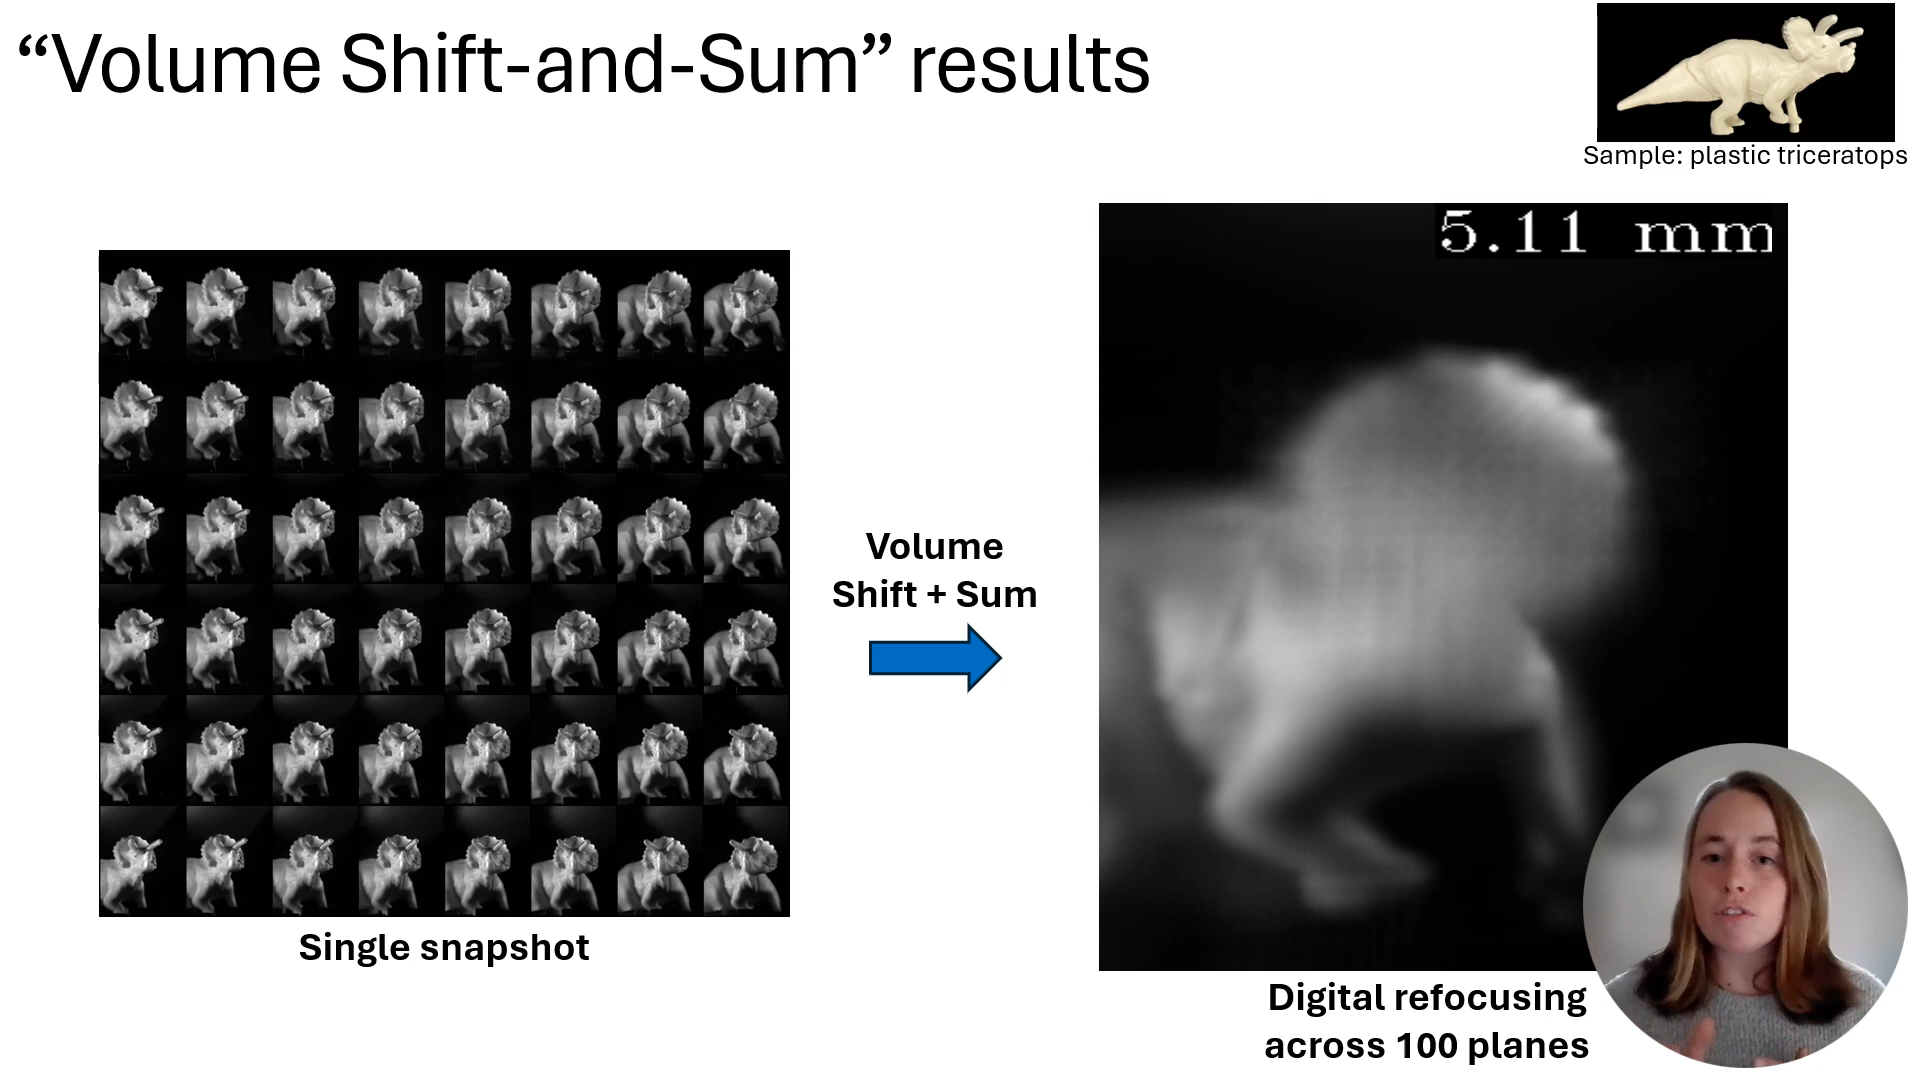 “Volume Shift-and-Sum” results
Sample: plastic triceratops
5.11 mm
Volume
Shift + Sum
Single snapshot
Digital refocusing
across 100 planes